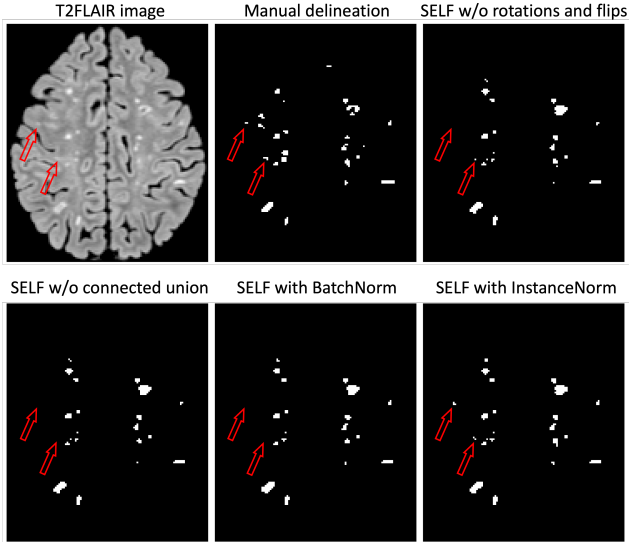 T2FLAIR image
Manual delineation
SELF w/o rotations and flips
SELF w/o connected union
SELF with BatchNorm
SELF with InstanceNorm